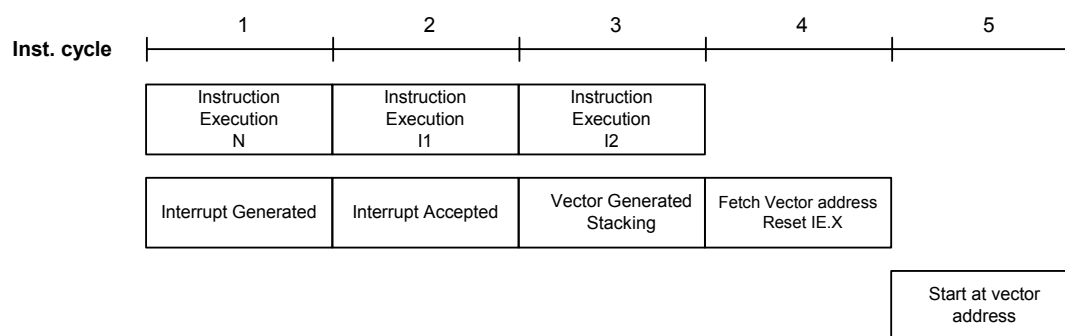 1 2 3 4 5
Inst. cycle
Instruction Execution N
Instruction Execution I1
Instruction Execution I2
Interrupt Generated
Interrupt Accepted
Vector Generated
Stacking
Fetch Vector address
Reset IE.X
Start at vector
address